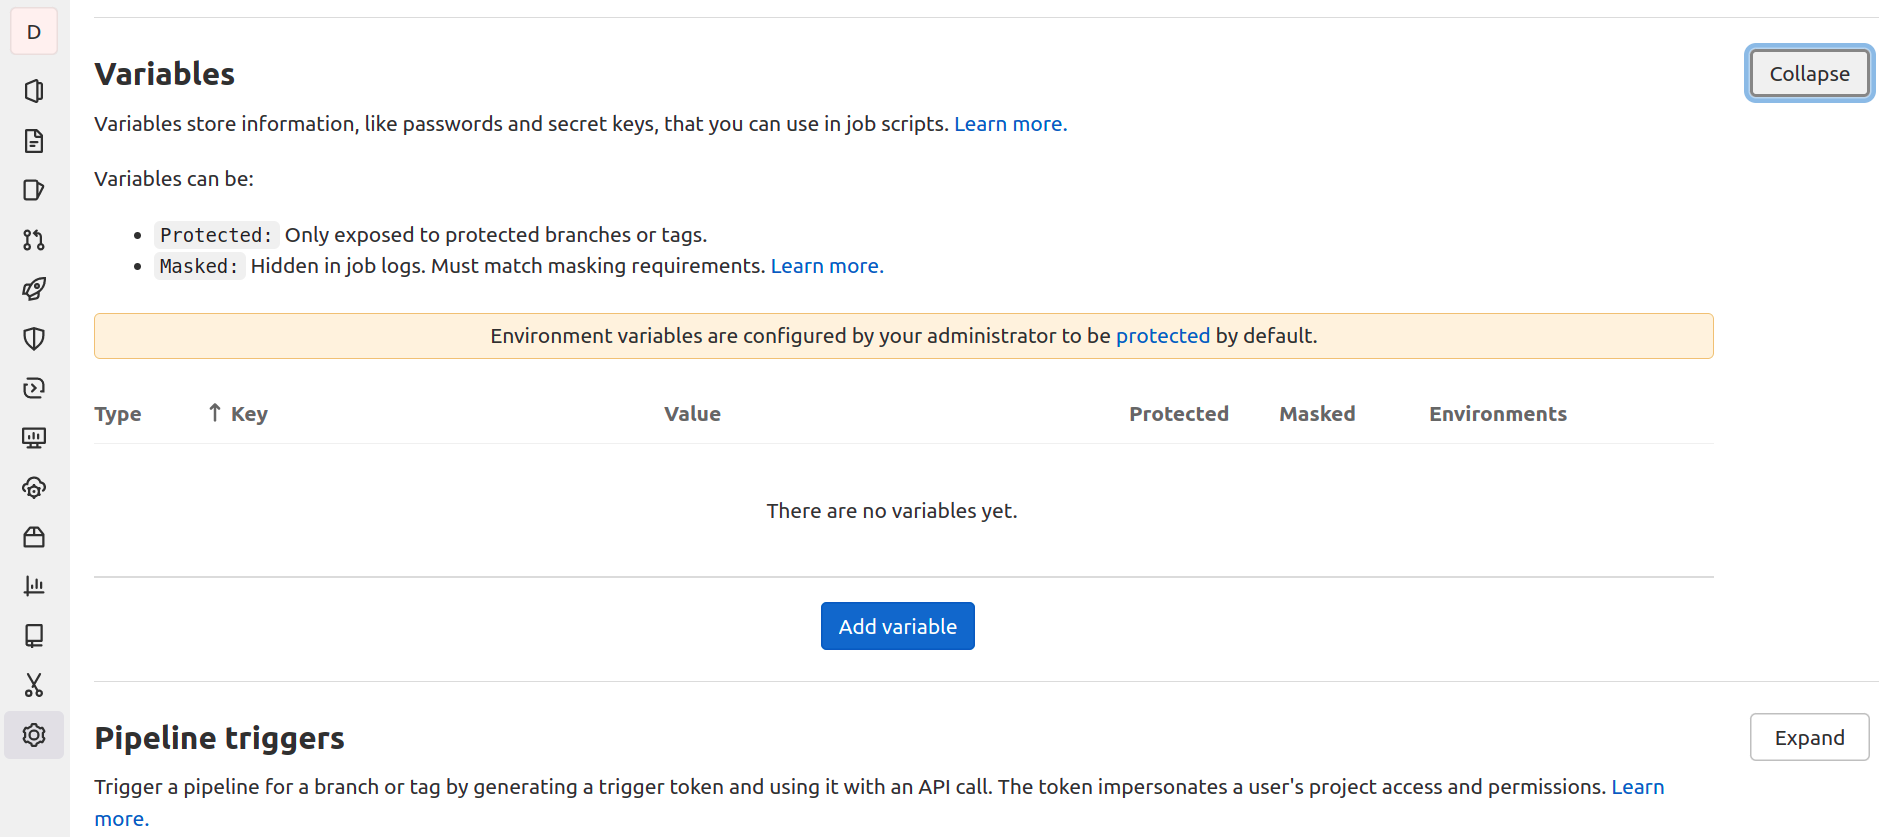 D
Variables
Collapse
Variables store information, like passwords and secret keys, that you can use in job scripts. Learn more.
Variables can be:
Protected: Only exposed to protected branches or tags.
Masked: Hidden in job logs. Must match masking requirements. Learn more.
Environment variables are configured by your administrator to be protected by default.
Type ↑ Key Value Protected Masked Environments
There are no variables yet.
Add variable
Pipeline triggers
Expand
Trigger a pipeline for a branch or tag by generating a trigger token and using it with an API call. The token impersonates a user's project access and permissions. Learn
more.